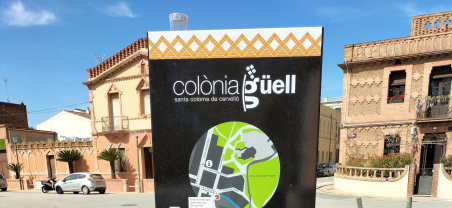 colònia güell
santa coloma de cervelló